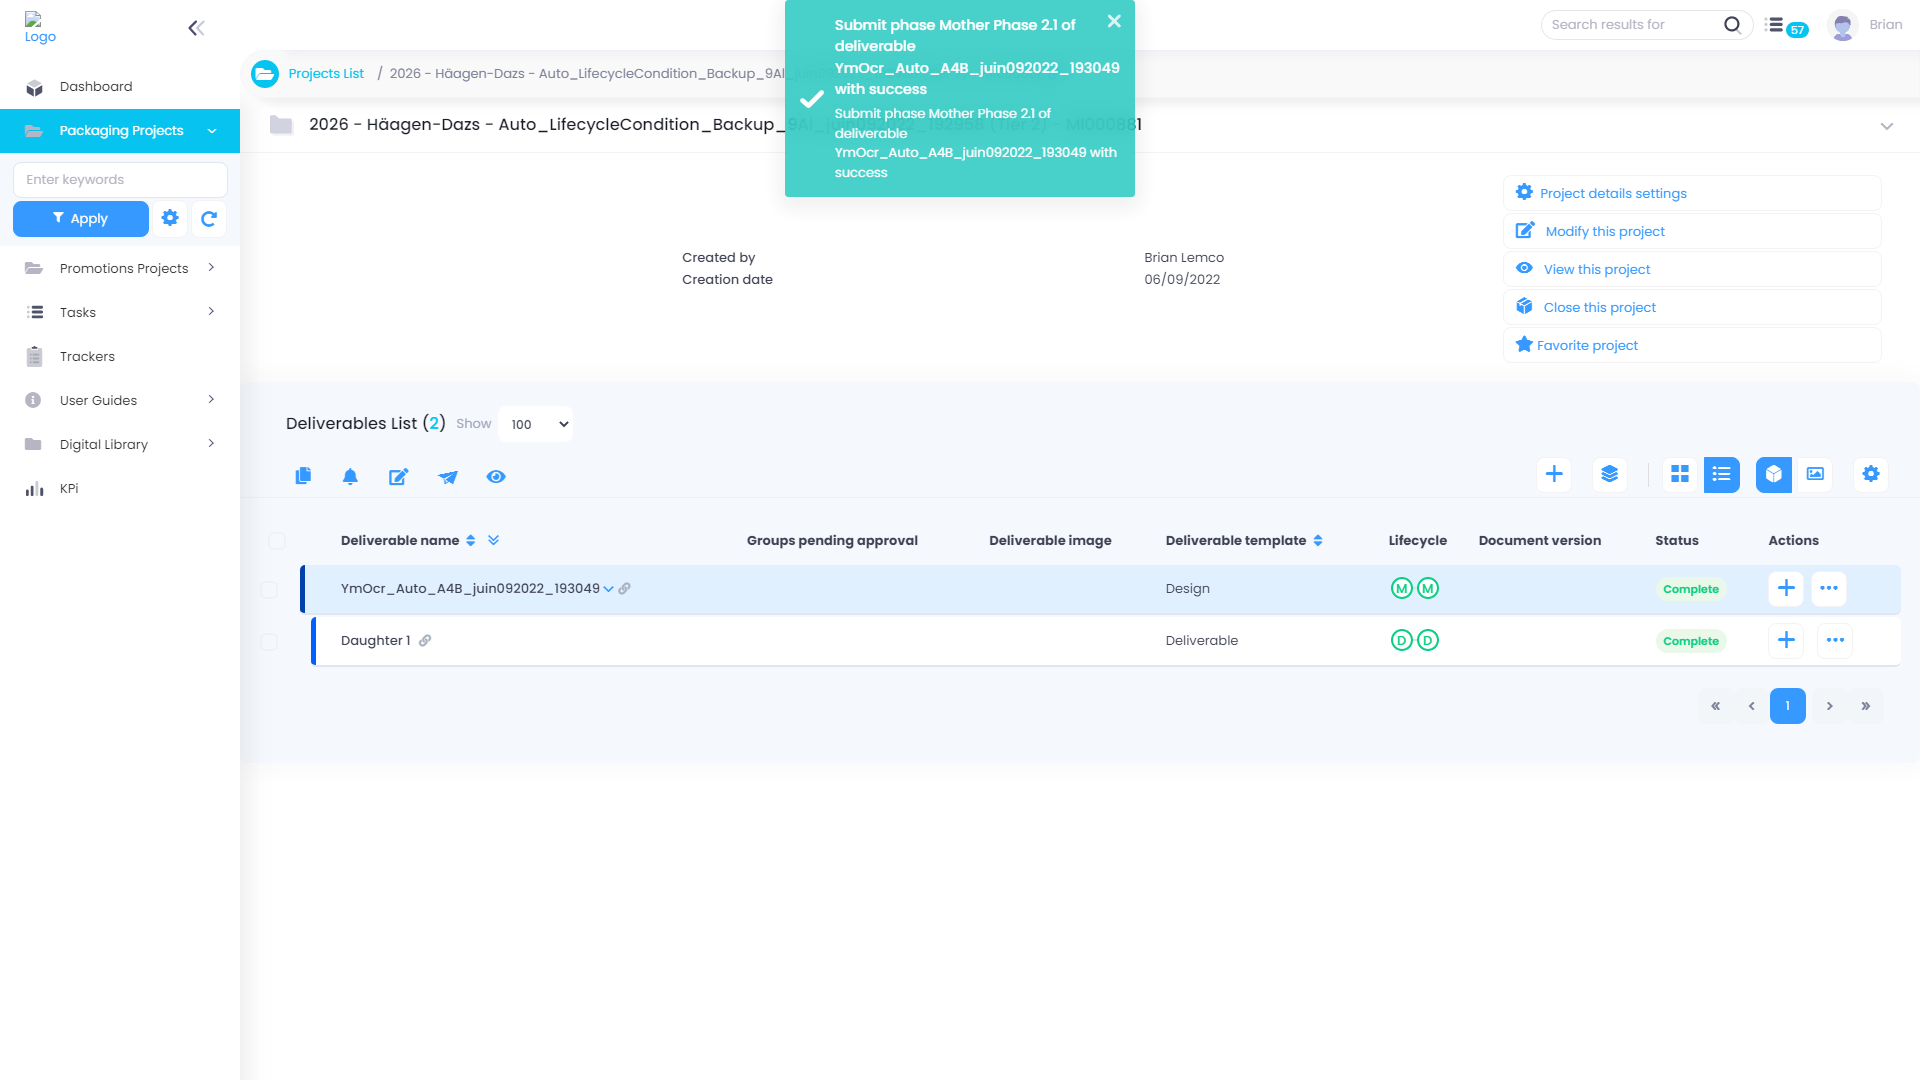 Logo
Submit phase Mother Phase 2.1 of
deliverable
YmOcr_Auto_A4B_juin092022_193049
with success
Submit phase Mother Phase 2.1 of
deliverable
YmOcr_Auto_A4B_juin092022_193049 with
success
Search results for
57
Brian
Projects List / 2026 - Häagen-Dazs - Auto_LifecycleCondition_Backup_9AI_
2026 - Häagen-Dazs - Auto_LifecycleCondition_Backup_9AI_juin092022_192958 (Tier 2) - MI000881
Dashboard
Packaging Projects
Enter keywords
Apply
Promotions Projects
Tasks
Trackers
User Guides
Digital Library
KPi
Created by Brian Lemco
Creation date 06/09/2022
Project details settings
Modify this project
View this project
Close this project
Favorite project
Deliverables List (2) Show 100
Deliverable name Groups pending approval Deliverable image Deliverable template Lifecycle Document version Status Actions
YmOcr_Auto_A4B_juin092022_193049 Design M M Complete
Daughter 1 Deliverable D D Complete
« ‹ 1 › »